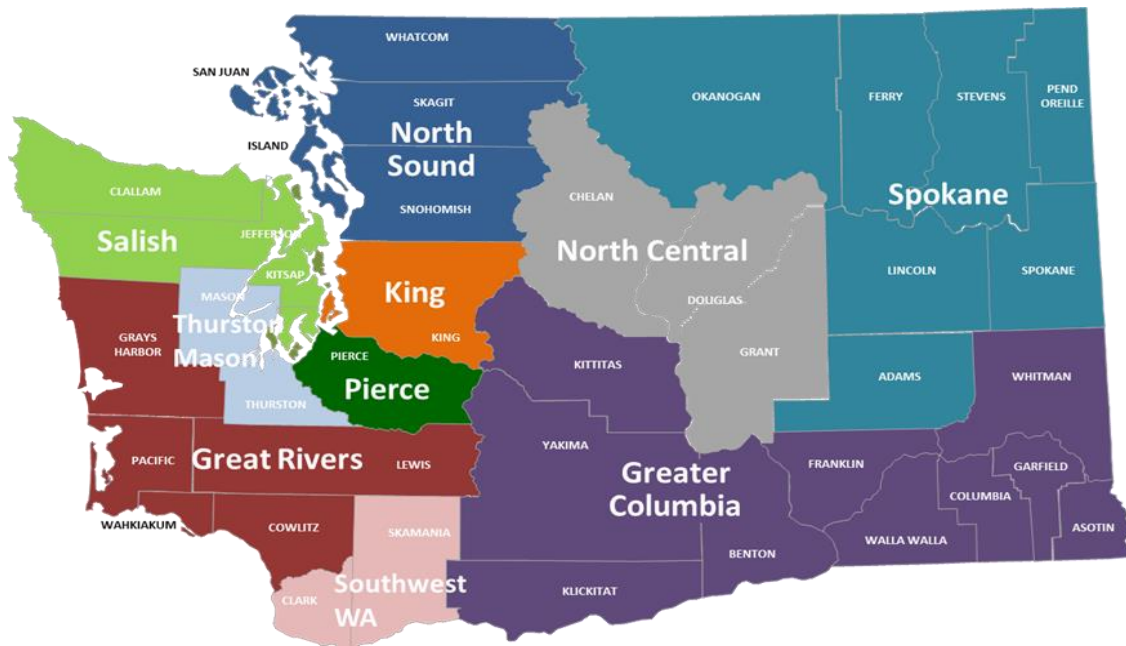 WHATCOM
SAN JUAN
SKAGIT
North
Sound
ISLAND
SNOHOMISH
OKANOGAN
FERRY
STEVENS
PEND
OREILLE
Spokane
CLALLAM
Salish
JEFFERSON
KITSAP
CHELAN
North Central
DOUIGLAS
GRANT
LINCOLN
SPOKANE
ADAMS
WHITMAN
King
KING
MASON
Thurston
Mason
THURSTON
GRAYS
HARBOR
PIERCE
Pierce
KITTITAS
YAKIMA
Greater
Columbia
FRANKLIN
GARFIELD
COLUMBIA
ASOTIN
WALLA WALLA
BENTON
KLICKITAT
PACIFIC
Great Rivers
LEWIS
WAHKIAKUM
COWLITZ
SKAMANIA
CLARK
Southwest
WA